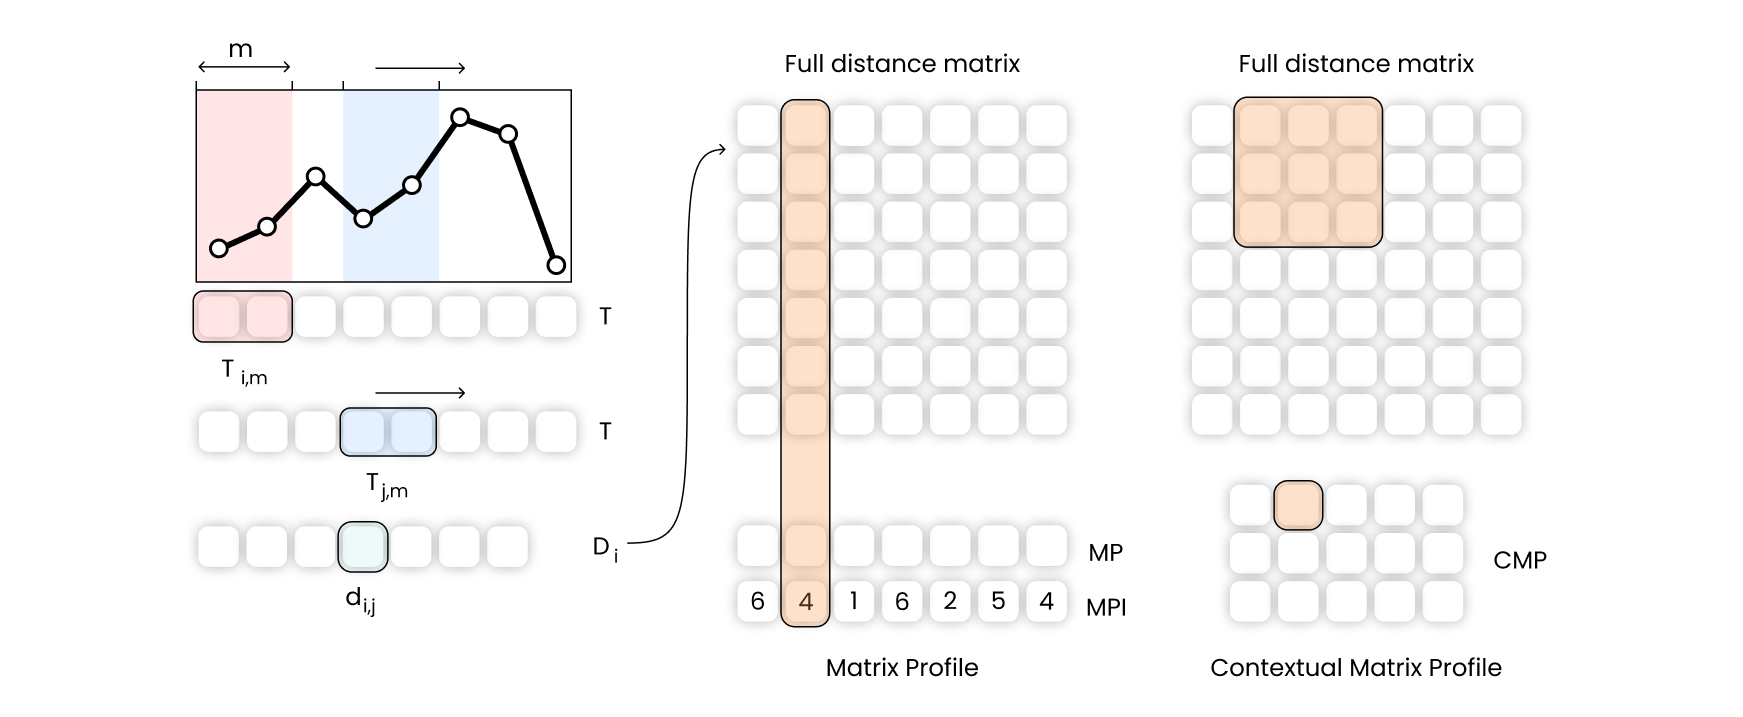 m
T
T i,m
T
T j,m
D i
d i,j
Full distance matrix
MP
6 4 1 6 2 5 4 MPI
Matrix Profile
Full distance matrix
CMP
Contextual Matrix Profile